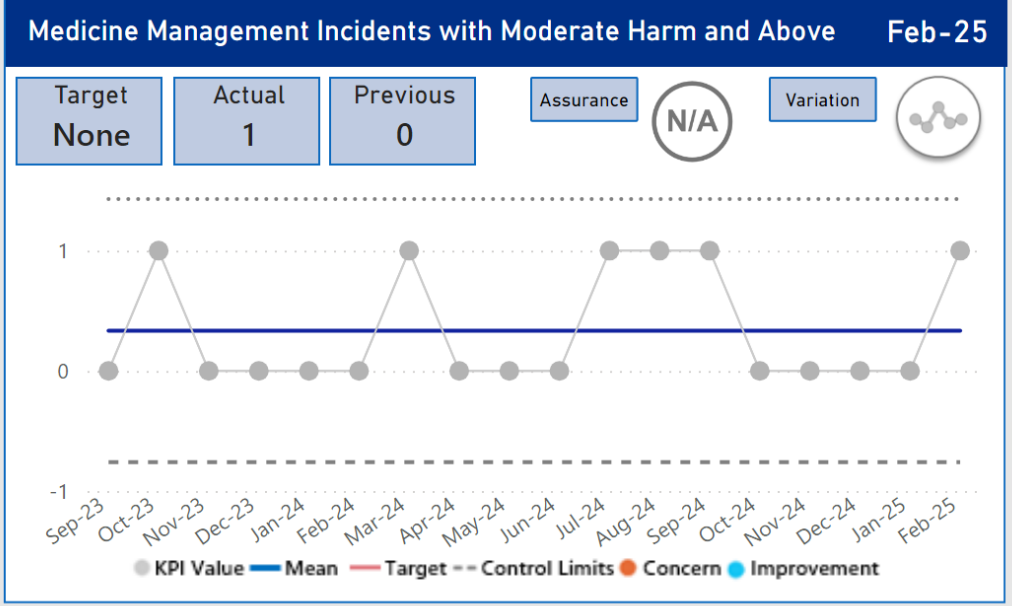 Medicine Management Incidents with Moderate Harm and Above Feb-25
Target Actual Previous Assurance N/A Variation
None 1 0
1
0
-1
Sep-23 Oct-23 Nov-23 Dec-23 Jan-24 Feb-24 Mar-24 Apr-24 May-24 Jun-24 Jul-24 Aug-24 Sep-24 Oct-24 Nov-24 Dec-24 Jan-25 Feb-25
KPI Value Mean Target Control Limits Concern Improvement